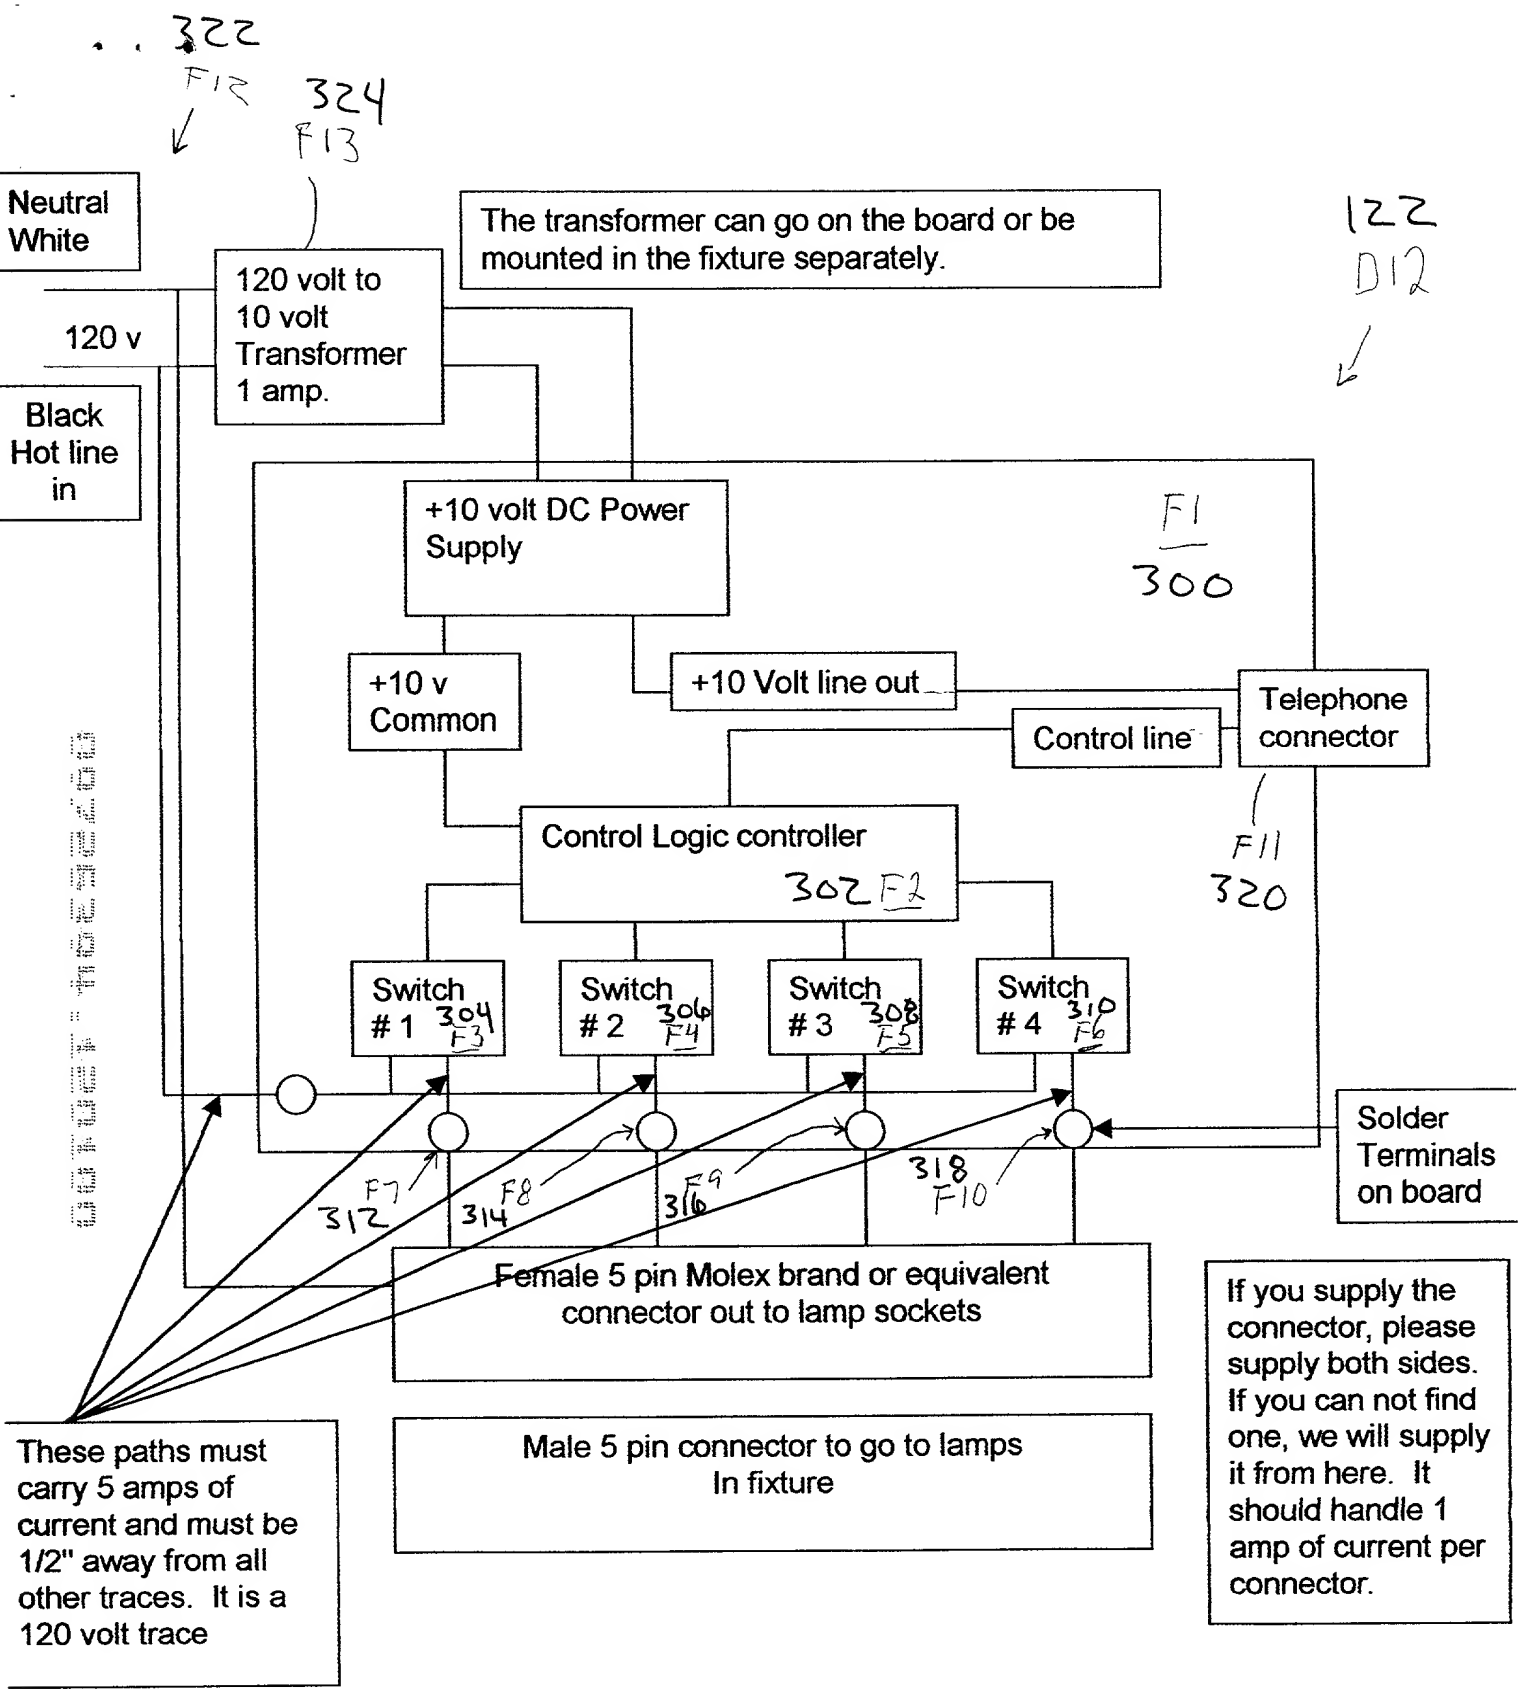 322
F12
324
F13
Neutral
White
The transformer can go on the board or be
mounted in the fixture separately.
122
D12
120 volt to
10 volt
Transformer
1 amp.
120 v
Black
Hot line
in
+10 volt DC Power
Supply
F1
300
+10 v
Common
+10 Volt line out
Telephone
connector
Control line
Control Logic controller
302 F2
F11
320
Switch
# 1 304
F3
Switch
# 2 306
F4
Switch
# 3 308
F5
Switch
# 4 310
F6
Solder
Terminals
on board
F7
312
F8
314
F9
316
318
F10
Female 5 pin Molex brand or equivalent
connector out to lamp sockets
If you supply the
connector, please
supply both sides.
If you can not find
one, we will supply
it from here. It
should handle 1
amp of current per
connector.
Male 5 pin connector to go to lamps
In fixture
These paths must
carry 5 amps of
current and must be
1/2" away from all
other traces. It is a
120 volt trace